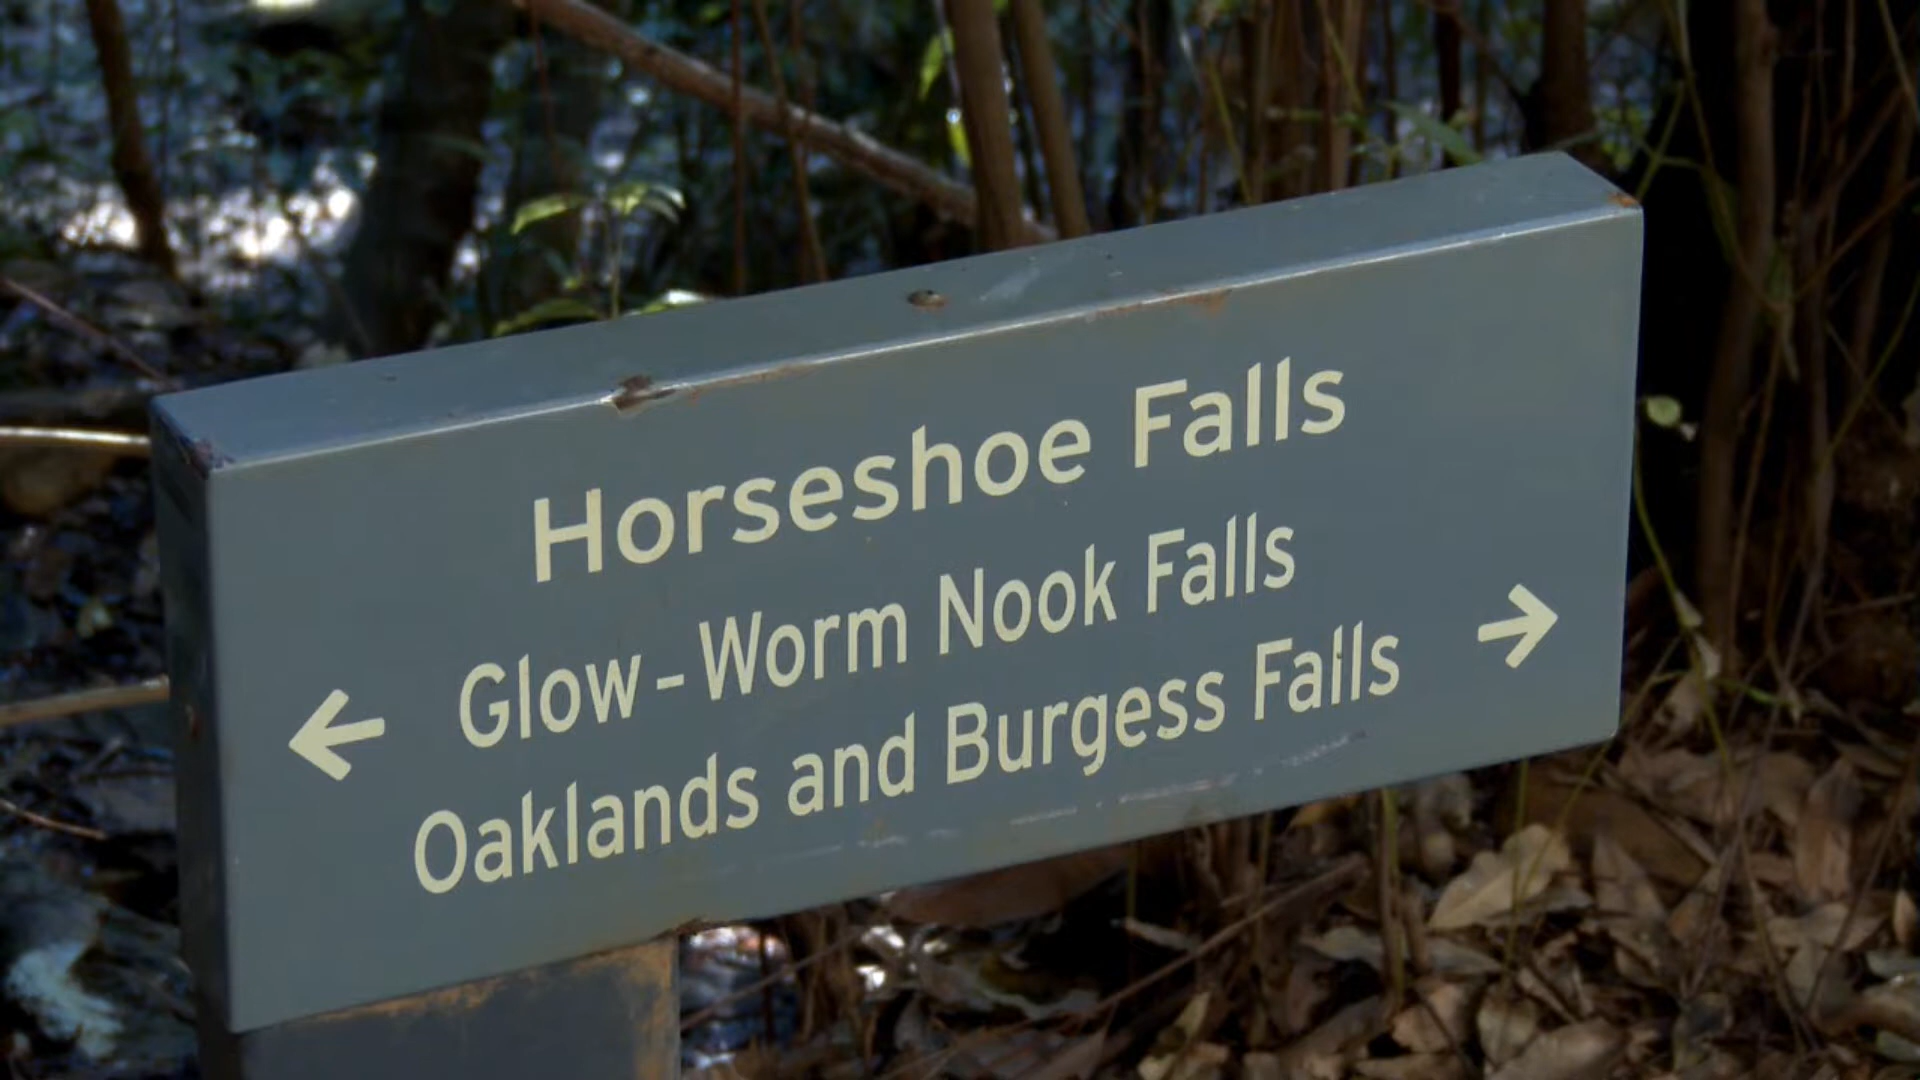 Horseshoe Falls
← Glow-Worm Nook Falls →
Oaklands and Burgess Falls